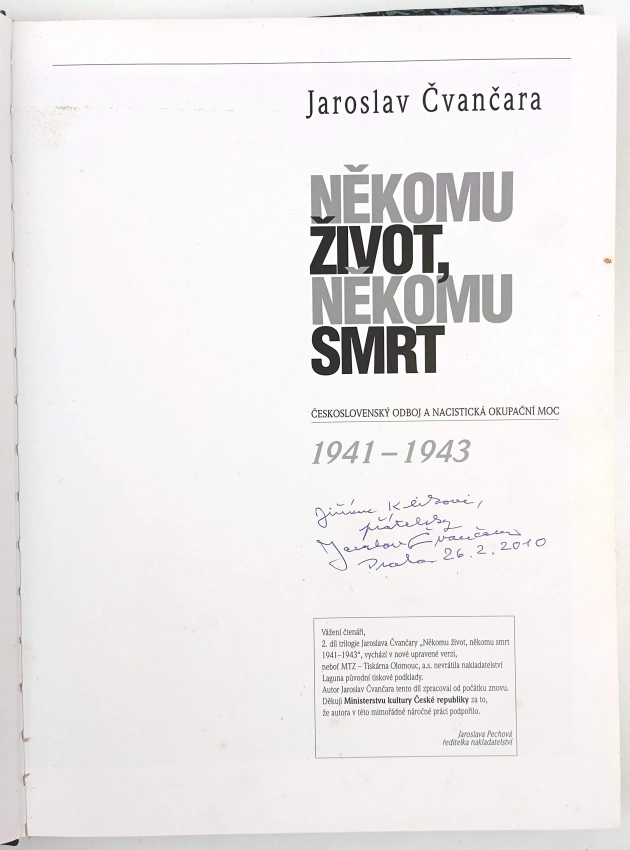 Jaroslav Čvančara
NĚKOMU
ŽIVOT,
NĚKOMU
SMRT
ČESKOSLOVENSKÝ ODBOJ A NACISTICKÁ OKUPAČNÍ MOC
1941 – 1943
přátelsky
Jaroslav Čvančara
Praha 26. 2. 2010
Vážení čtenáři,
2. díl trilogie Jaroslava Čvančary „Někomu život, někomu smrt
1941–1943“, vychází v nové upravené verzi,
neboť MTZ – Tiskárna Olomouc, a.s. nevrátila nakladatelství
Laguna původní tiskové podklady.
Autor Jaroslav Čvančara tento díl zpracoval od počátku znovu.
Děkuji Ministerstvu kultury České republiky za to,
že autora v této mimořádně náročné práci podpořilo.
Jaroslava Pechová
ředitelka nakladatelství